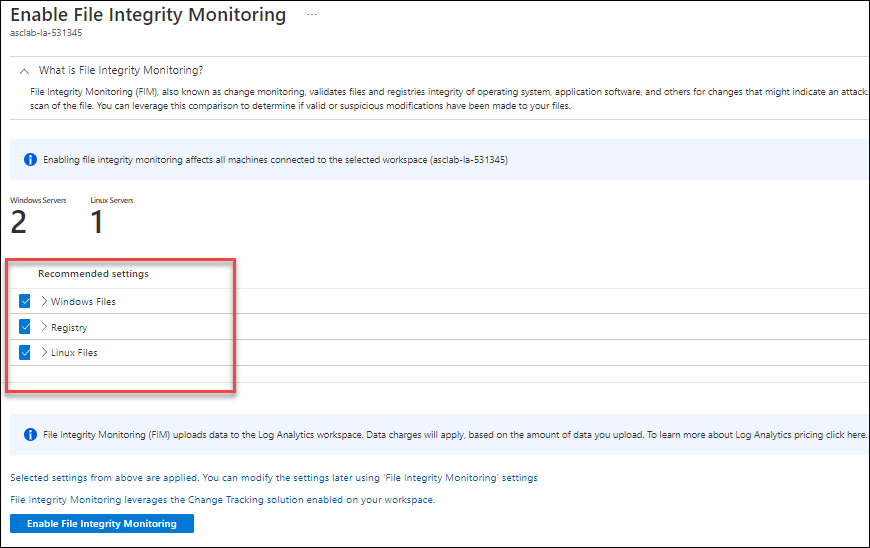 Enable File Integrity Monitoring ...
asclab-la-531345
What is File Integrity Monitoring?
File Integrity Monitoring (FIM), also known as change monitoring, validates files and registries integrity of operating system, application software, and others for changes that might indicate an attack.
scan of the file. You can leverage this comparison to determine if valid or suspicious modifications have been made to your files.
Enabling file integrity monitoring affects all machines connected to the selected workspace (asclab-la-531345)
Windows Servers Linux Servers
2 1
Recommended settings
Windows Files
Registry
Linux Files
File Integrity Monitoring (FIM) uploads data to the Log Analytics workspace. Data charges will apply, based on the amount of data you upload. To learn more about Log Analytics pricing click here.
Selected settings from above are applied. You can modify the settings later using 'File Integrity Monitoring' settings
File Integrity Monitoring leverages the Change Tracking solution enabled on your workspace.
Enable File Integrity Monitoring